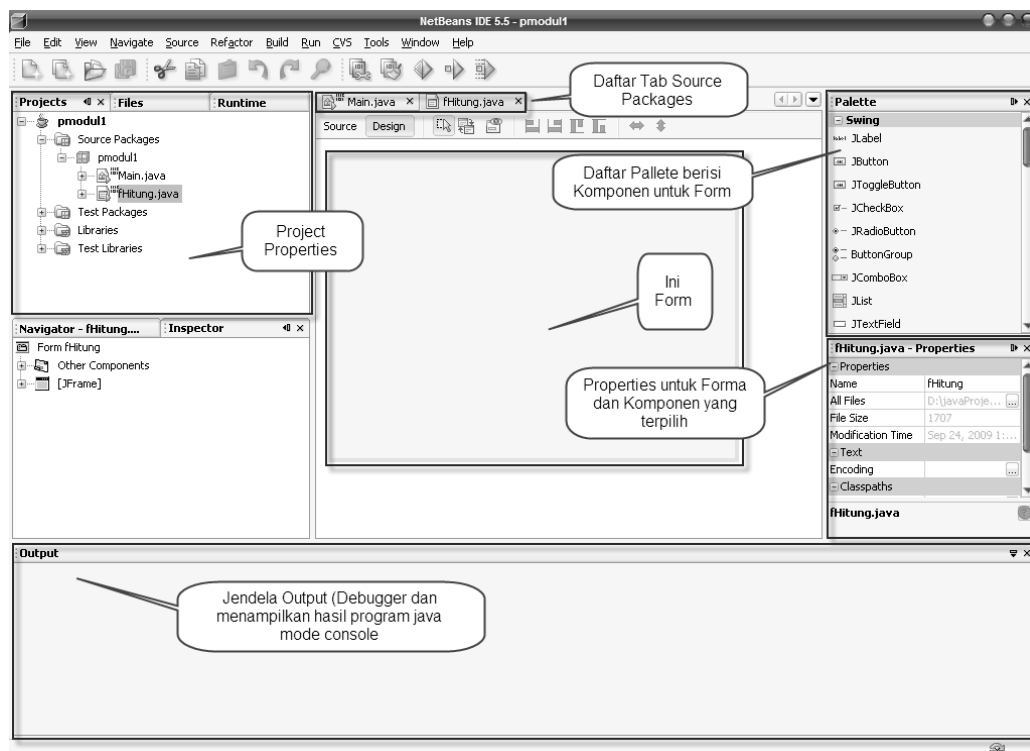 NetBeans IDE 5.5 - pmodul1
File Edit View Navigate Source Refactor Build Run CVS Tools Window Help
Projects Files Runtime
pmodul1
Source Packages
pmodul1
Main.java
fHitung.java
Test Packages
Libraries
Test Libraries
Project
Properties
Navigator - fHitung.... Inspector
Form fHitung
Other Components
[JFrame]
Main.java fHitung.java
Daftar Tab Source
Packages
Source Design
Daftar Pallete berisi
Komponen untuk Form
Ini
Form
Properties untuk Forma
dan Komponen yang
terpilih
Palette
Swing
JLabel
JButton
JToggleButton
JCheckBox
JRadioButton
ButtonGroup
JComboBox
JList
JTextField
fHitung.java - Properties
Properties
Name fHitung
All Files D:\javaProje... ...
File Size 1707
Modification Time Sep 24, 2009 1:...
Text
Encoding ...
Classpaths
fHitung.java
Output
Jendela Output (Debugger dan
menampilkan hasil program java
mode console